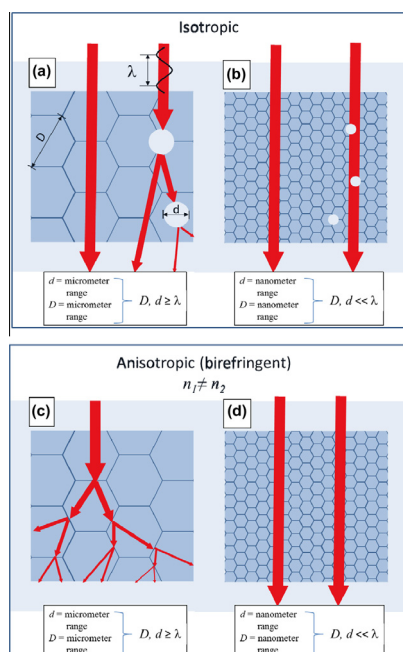 Isotropic
(a)
λ
(b)
D
d
d = micrometer
range
D = micrometer
range
D, d ≥ λ
d = nanometer
range
D = nanometer
range
D, d << λ
Anisotropic (birefringent)
n₁≠ n₂
(c)
(d)
d = micrometer
range
D = micrometer
range
D, d ≥ λ
d = nanometer
range
D = nanometer
range
D, d << λ